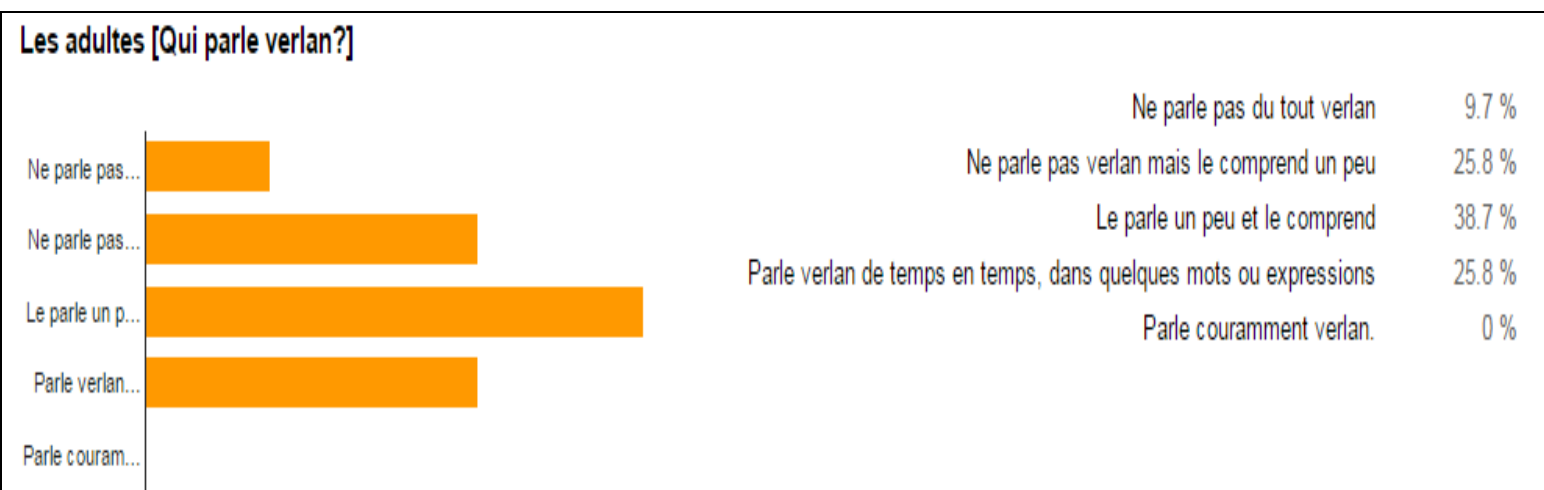 Les adultes [Qui parle verlan?]
Ne parle pas...
Ne parle pas...
Le parle un p...
Parle verlan...
Parle couram...
Ne parle pas du tout verlan 9.7 %
Ne parle pas verlan mais le comprend un peu 25.8 %
Le parle un peu et le comprend 38.7 %
Parle verlan de temps en temps, dans quelques mots ou expressions 25.8 %
Parle couramment verlan. 0 %